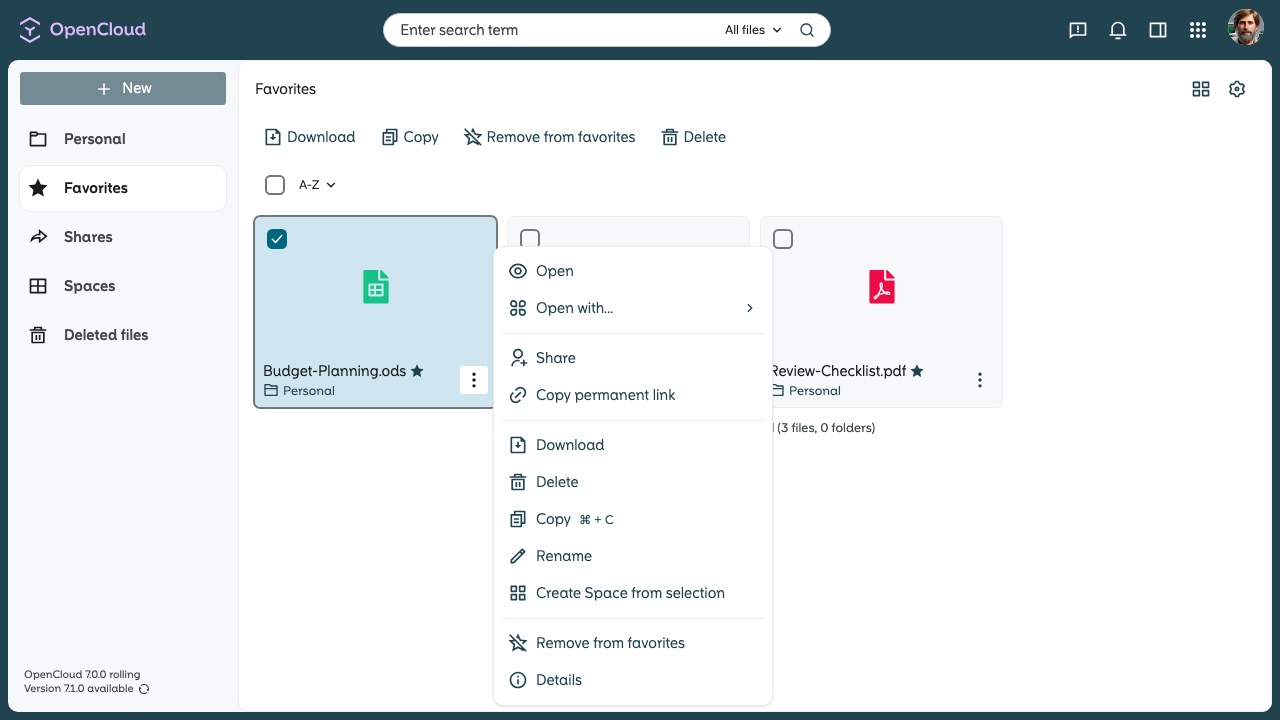 OpenCloud
Enter search term
All files
New
Personal
Favorites
Shares
Spaces
Deleted files
OpenCloud 7.0.0 rolling
Version 7.1.0 available
Favorites
Download
Copy
Remove from favorites
Delete
A-Z
Budget-Planning.ods
Personal
Review-Checklist.pdf
Personal
(3 files, 0 folders)
Open
Open with...
Share
Copy permanent link
Download
Delete
Copy ⌘ + C
Rename
Create Space from selection
Remove from favorites
Details